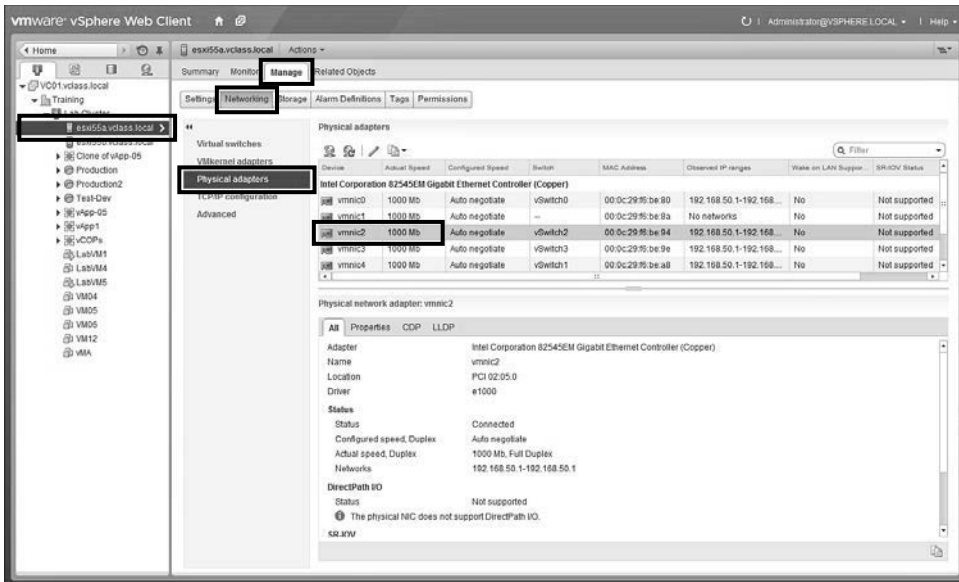 vmware vSphere Web Client
Administrator@VSPHERE.LOCAL
Help
Home
esxi55a.vclass.local Actions
Summary Monitor Manage Related Objects
Settings Networking Storage Alarm Definitions Tags Permissions
VC01.vclass.local
Training
Lab Cluster
esxi55a.vclass.local
esxi55b.vclass.local
Clone of vApp-05
Production
Production2
Test-Dev
vApp-05
vApp1
vCOPs
LabVM1
LabVM4
LabVM5
VM04
VM05
VM06
VM12
vMA
Virtual switches
VMkernel adapters
Physical adapters
TCP/IP configuration
Advanced
Physical adapters
Filter
Device Actual Speed Configured Speed Switch MAC Address Observed IP ranges Wake on LAN Suppor... SR-IOV Status
Intel Corporation 82545EM Gigabit Ethernet Controller (Copper)
vmnic0 1000 Mb Auto negotiate vSwitch0 00:0c:29:f6:be:80 192.168.50.1-192.168... No Not supported
vmnic1 1000 Mb Auto negotiate -- 00:0c:29:f6:be:8a No networks No Not supported
vmnic2 1000 Mb Auto negotiate vSwitch2 00:0c:29:f6:be:94 192.168.50.1-192.168... No Not supported
vmnic3 1000 Mb Auto negotiate vSwitch3 00:0c:29:f6:be:9e 192.168.50.1-192.168... No Not supported
vmnic4 1000 Mb Auto negotiate vSwitch1 00:0c:29:f6:be:a8 192.168.50.1-192.168... No Not supported
Physical network adapter: vmnic2
All Properties CDP LLDP
Adapter Intel Corporation 82545EM Gigabit Ethernet Controller (Copper)
Name vmnic2
Location PCI 02:05.0
Driver e1000
Status
Status Connected
Configured speed, Duplex Auto negotiate
Actual speed, Duplex 1000 Mb, Full Duplex
Networks 192.168.50.1-192.168.50.1
DirectPath I/O
Status Not supported
The physical NIC does not support DirectPath I/O.
SR-IOV